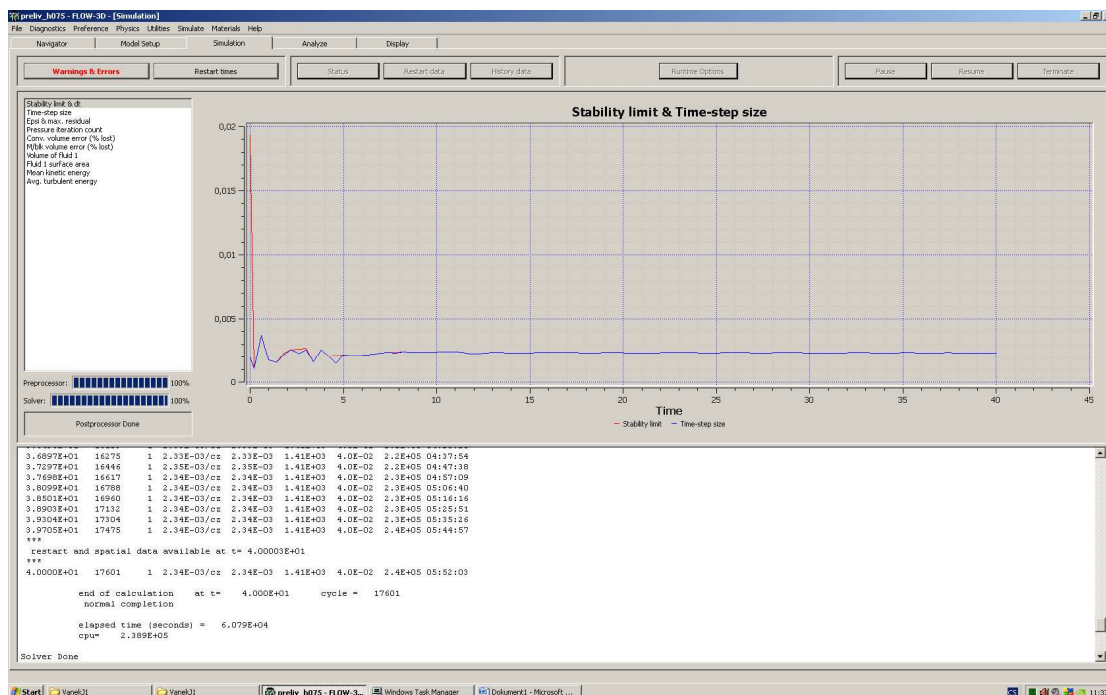 preliv_h075 - FLOW-3D - [Simulation]
File Diagnostics Preference Physics Utilities Simulate Materials Help
Navigator Model Setup Simulation Analyze Display
Warnings & Errors Restart times Status Restart data History data Runtime Options Pause Resume Terminate
Stability limit & dt
Time-step size
Epsi & max. residual
Pressure iteration count
Conv. volume error (% lost)
M/blk volume error (% lost)
Volume of fluid 1
Fluid 1 surface area
Mean kinetic energy
Avg. turbulent energy
Preprocessor: 100%
Solver: 100%
Postprocessor Done
Stability limit & Time-step size
0,02
0,015
0,01
0,005
0
0 5 10 15 20 25 30 35 40 45
Time
Stability limit Time-step size
3.6897E+01 16275 1 2.33E-03/cz 2.33E-03 1.41E+03 4.0E-02 2.2E+05 04:37:54
3.7297E+01 16446 1 2.35E-03/cz 2.35E-03 1.41E+03 4.0E-02 2.2E+05 04:47:38
3.7698E+01 16617 1 2.34E-03/cz 2.34E-03 1.41E+03 4.0E-02 2.3E+05 04:57:09
3.8099E+01 16788 1 2.34E-03/cz 2.34E-03 1.41E+03 4.0E-02 2.3E+05 05:06:40
3.8501E+01 16960 1 2.34E-03/cz 2.34E-03 1.41E+03 4.0E-02 2.3E+05 05:16:16
3.8903E+01 17132 1 2.34E-03/cz 2.34E-03 1.41E+03 4.0E-02 2.3E+05 05:25:51
3.9304E+01 17304 1 2.34E-03/cz 2.34E-03 1.41E+03 4.0E-02 2.3E+05 05:35:26
3.9705E+01 17475 1 2.34E-03/cz 2.34E-03 1.41E+03 4.0E-02 2.4E+05 05:44:57
***
restart and spatial data available at t= 4.00003E+01
***
4.0000E+01 17601 1 2.34E-03/cz 2.34E-03 1.41E+03 4.0E-02 2.4E+05 05:52:03
end of calculation at t= 4.000E+01 cycle = 17601
normal completion
elapsed time (seconds) = 6.079E+04
cpu= 2.389E+05
Solver Done
Start VanekJ1 VanekJ1 preliv_h075 - FLOW-3... Windows Task Manager Dokument1 - Microsoft ... CS